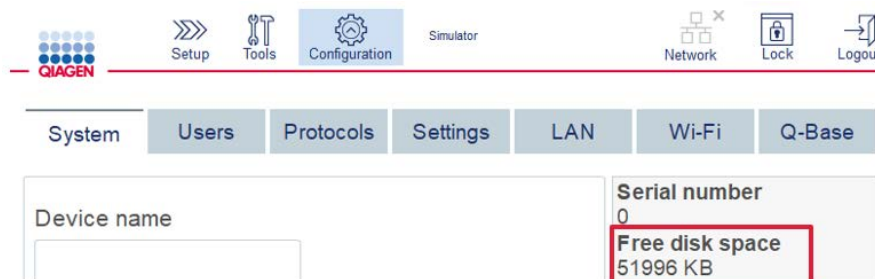 Setup
Tools
Configuration
Simulator
Network
Lock
QIAGEN
System
Users
Protocols
Settings
LAN
Wi-Fi
Q-Base
Device name
Serial number
0
Free disk space
51996 KB